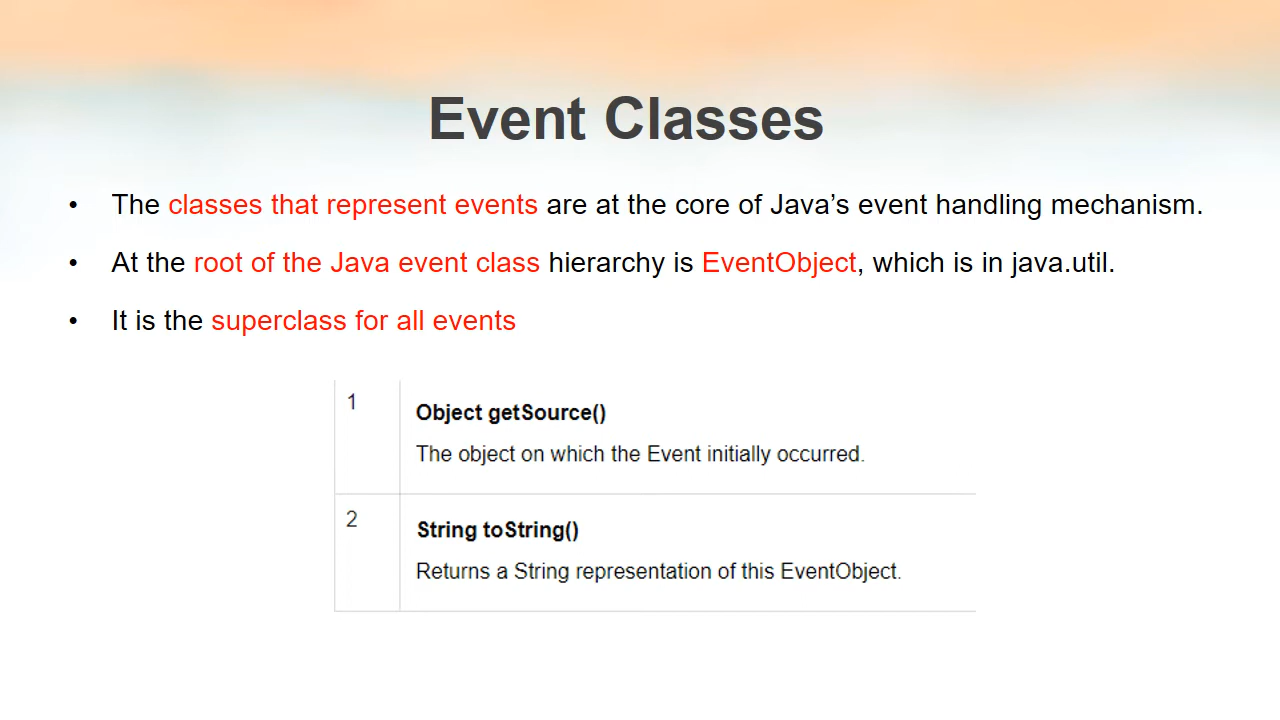 Event Classes
• The classes that represent events are at the core of Java’s event handling mechanism.
• At the root of the Java event class hierarchy is EventObject, which is in java.util.
• It is the superclass for all events
1
Object getSource()
The object on which the Event initially occurred.
2
String toString()
Returns a String representation of this EventObject.